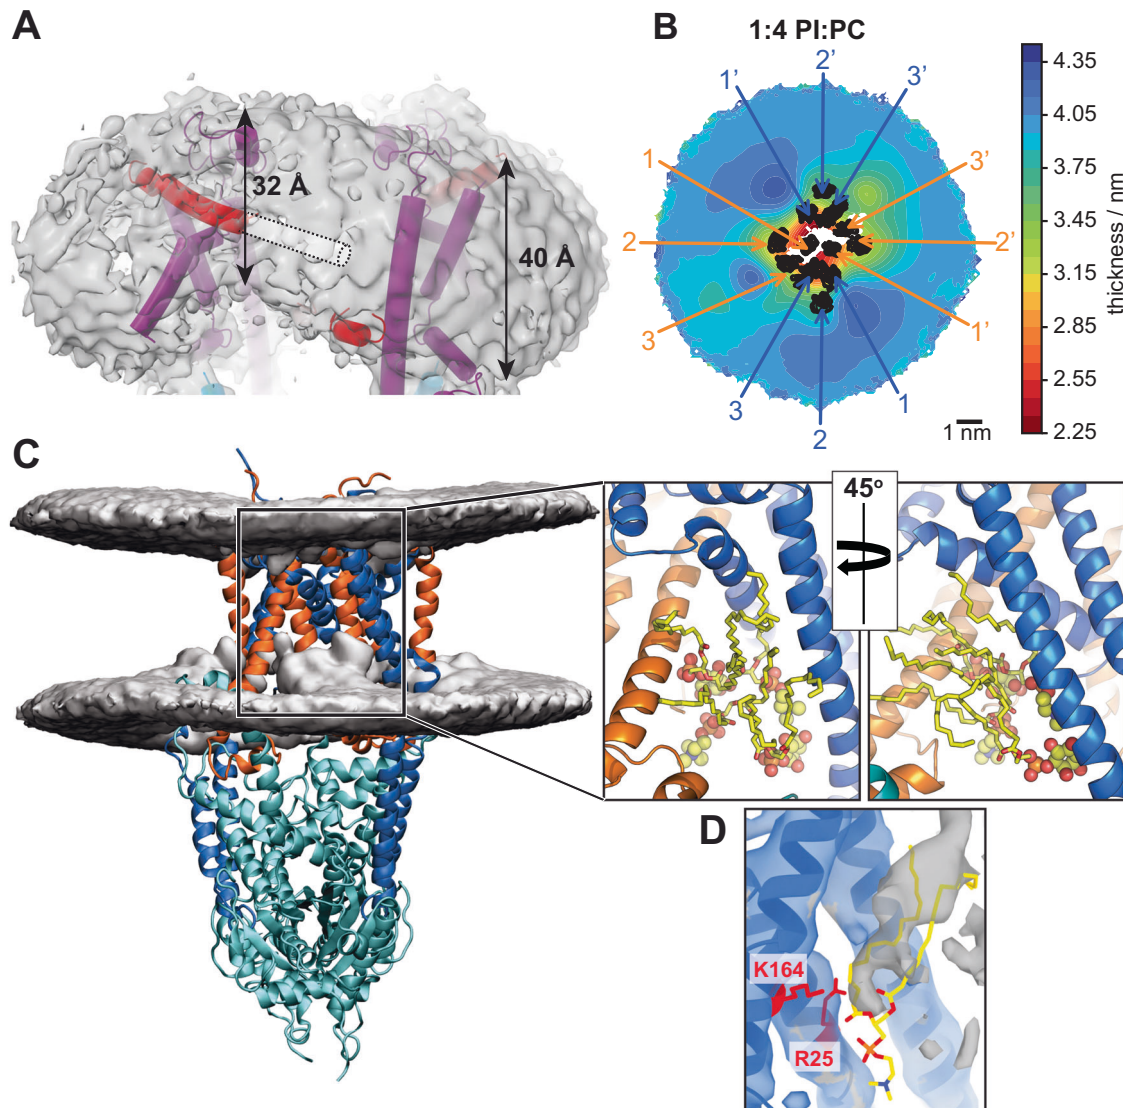 A
32 Å
40 Å
B
1:4 PI:PC
1’
2’
3’
1
3’
2
2’
3
1’
3
2
1
1 nm
4.35
4.05
3.75
3.45
3.15
2.85
2.55
2.25
thickness / nm
C
45º
D
K164
R25